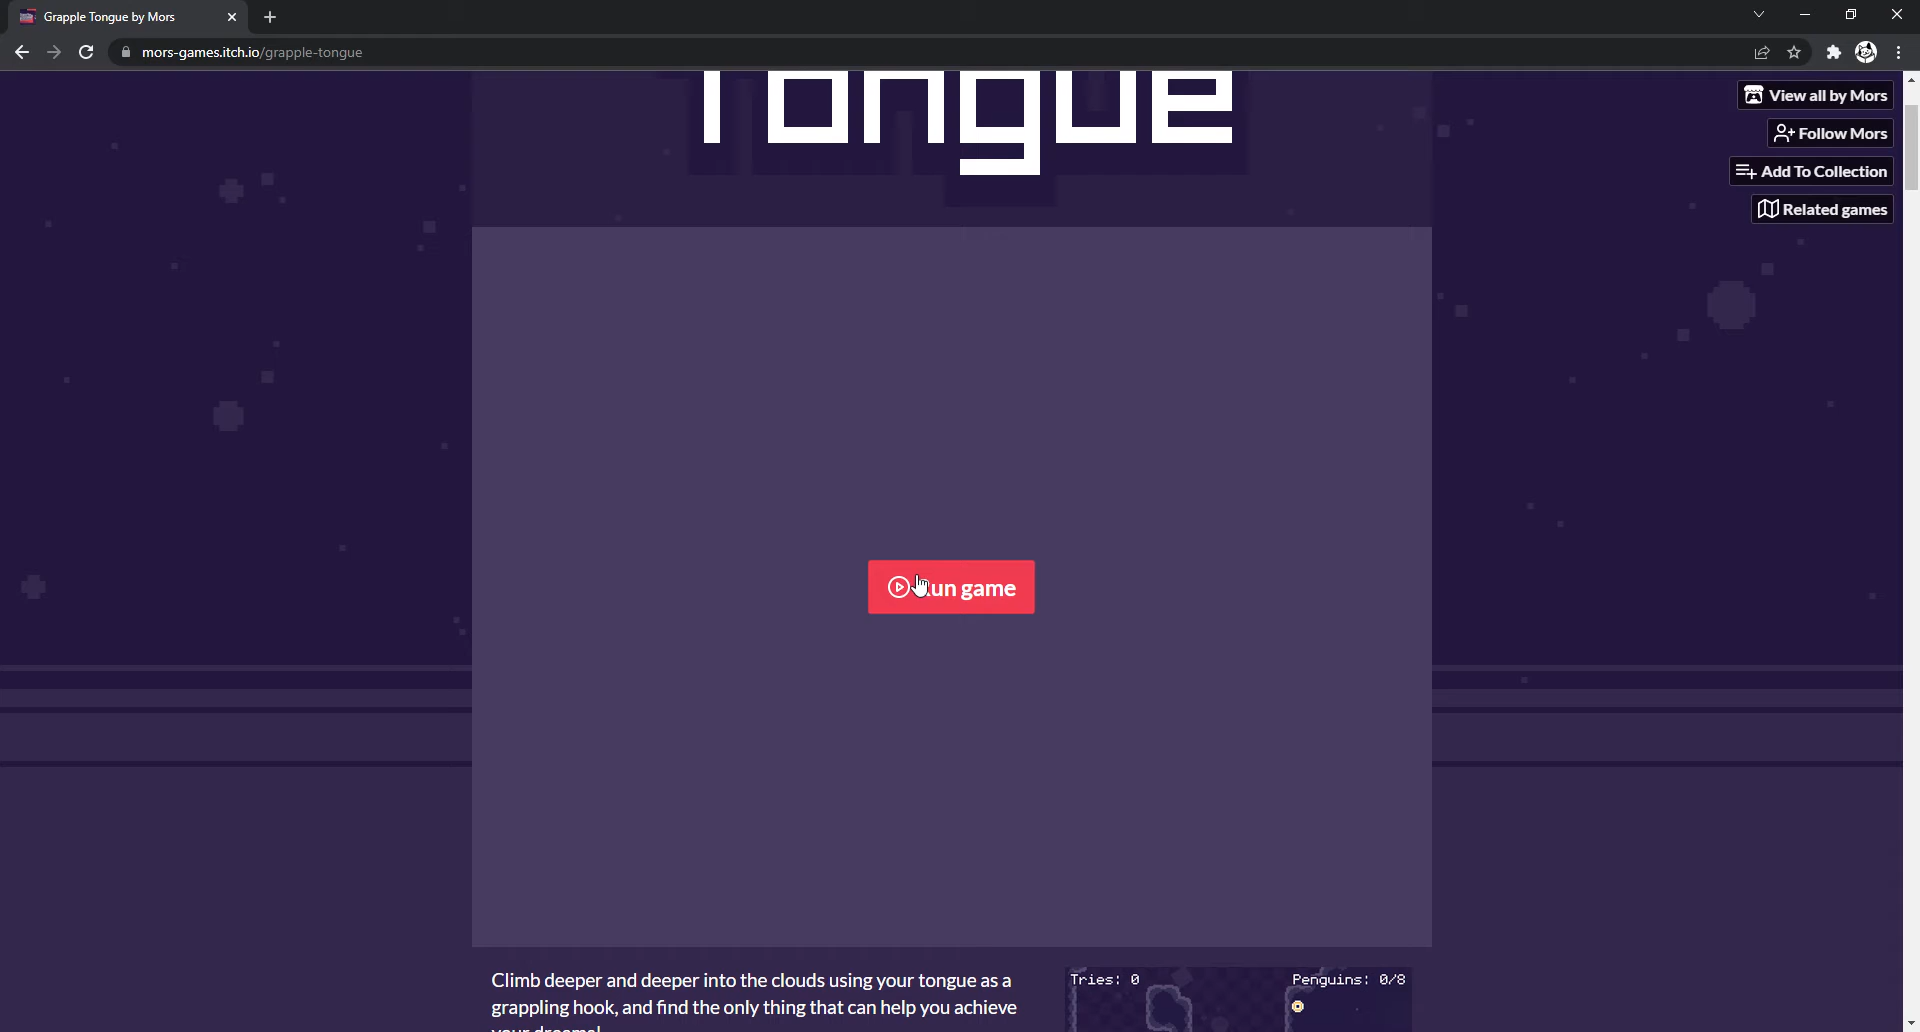 Grapple Tongue by Mors
mors-games.itch.io/grapple-tongue
Tongue
View all by Mors
Follow Mors
Add To Collection
Related games
game
Climb deeper and deeper into the clouds using your tongue as a
grappling hook, and find the only thing that can help you achieve
Tries: 0
Penguins: 0/8